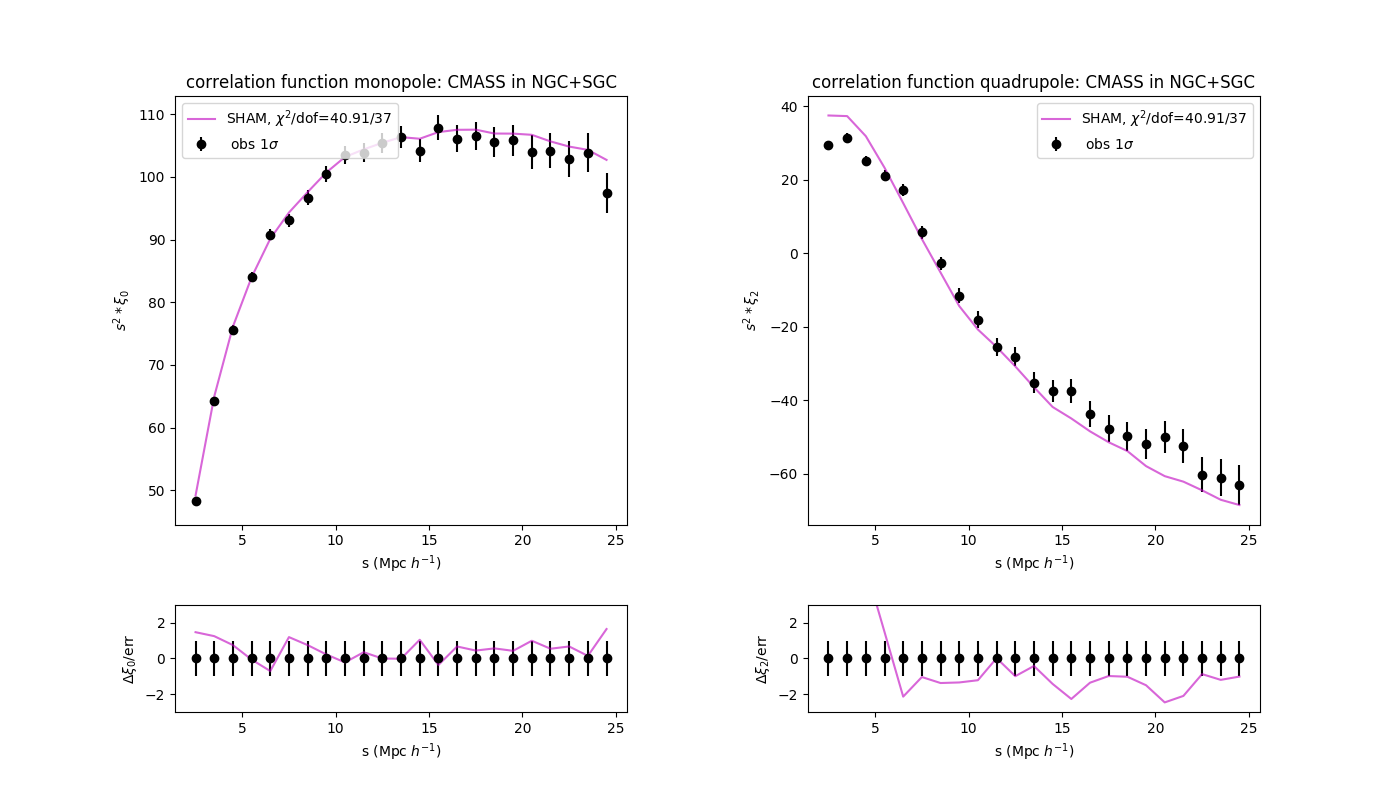 correlation function monopole: CMASS in NGC+SGC
SHAM, χ²/dof=40.91/37
obs 1σ
110
100
90
80
70
60
50
s² * ξ₀
5
10
15
20
25
s (Mpc h⁻¹)
correlation function quadrupole: CMASS in NGC+SGC
SHAM, χ²/dof=40.91/37
obs 1σ
40
20
0
−20
−40
−60
s² * ξ₂
5
10
15
20
25
s (Mpc h⁻¹)
2
0
−2
Δξ₀/err
5
10
15
20
25
s (Mpc h⁻¹)
2
0
−2
Δξ₂/err
5
10
15
20
25
s (Mpc h⁻¹)